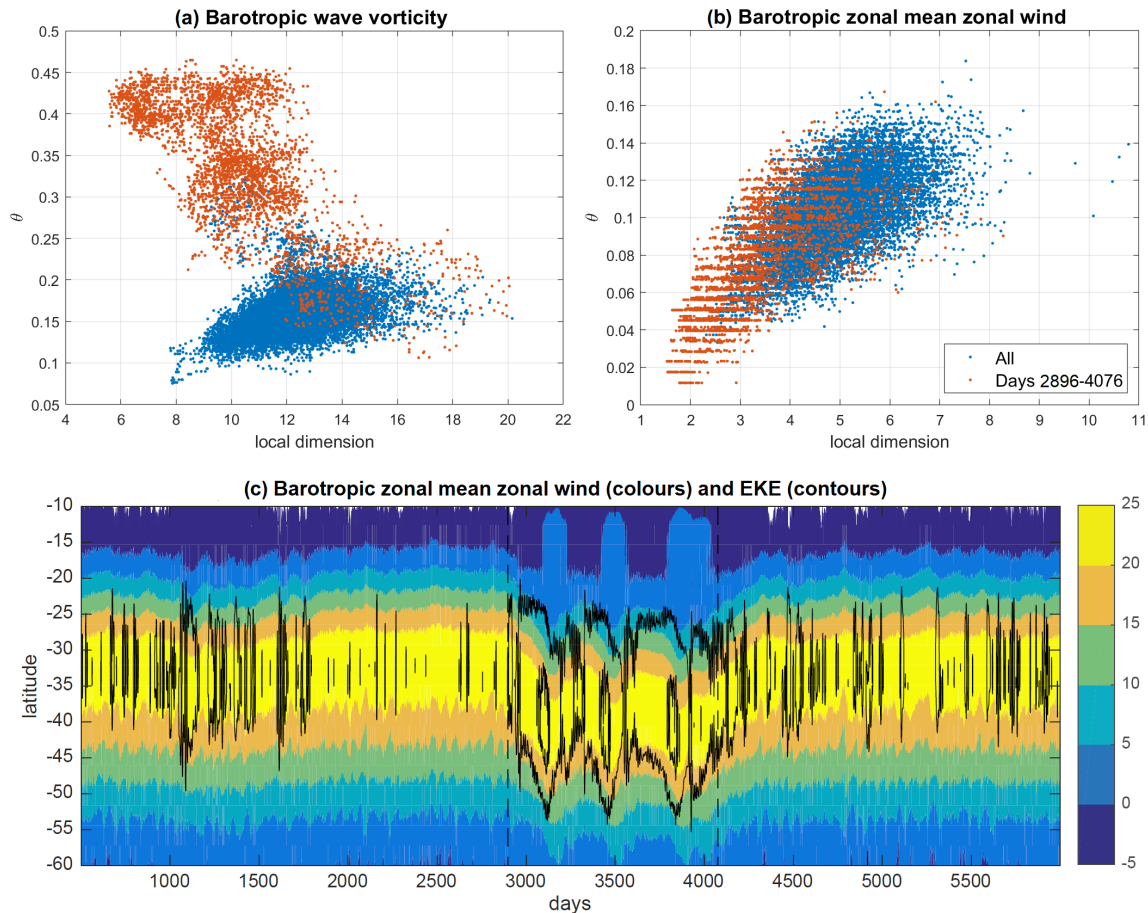 (a) Barotropic wave vorticity
0.5
0.45
0.4
0.35
0.3
0.25
0.2
0.15
0.1
0.05
θ
4 6 8 10 12 14 16 18 20 22
local dimension
(b) Barotropic zonal mean zonal wind
0.2
0.18
0.16
0.14
0.12
0.1
0.08
0.06
0.04
0.02
0
θ
All
Days 2896-4076
1 2 3 4 5 6 7 8 9 10 11
local dimension
(c) Barotropic zonal mean zonal wind (colours) and EKE (contours)
-10
-15
-20
-25
-30
-35
-40
-45
-50
-55
-60
latitude
1000 1500 2000 2500 3000 3500 4000 4500 5000 5500
days
25
20
15
10
5
0
-5